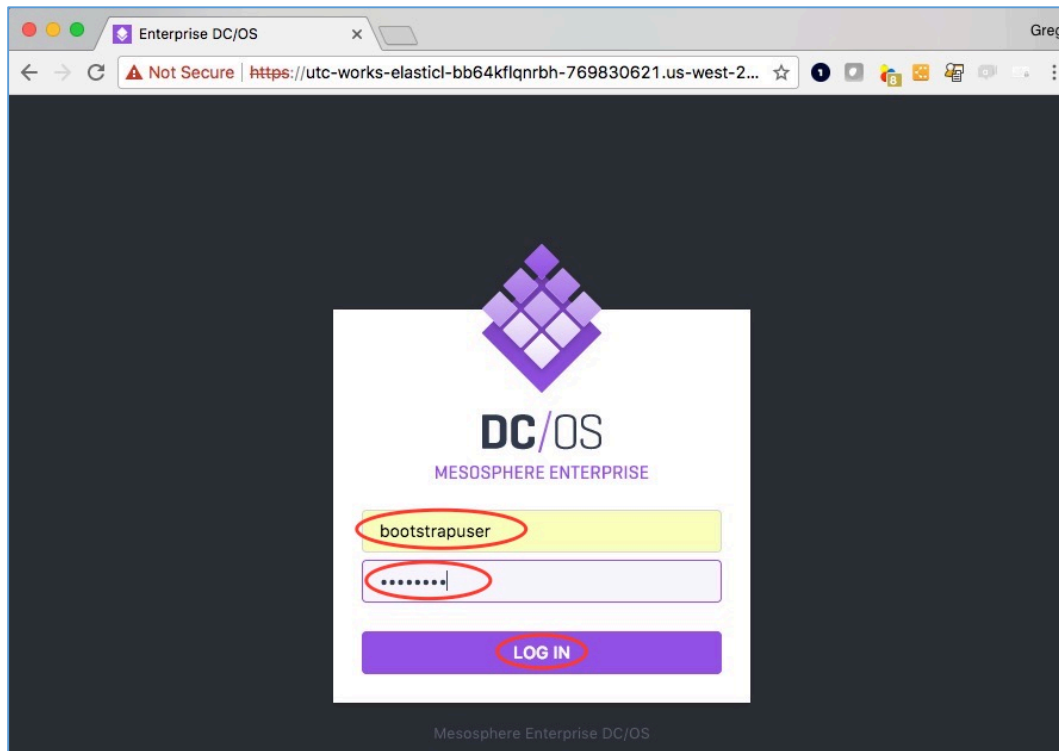 Enterprise DC/OS
Greg
Not Secure | https://utc-works-elasticl-bb64kflqnrbh-769830621.us-west-2...
8
DC/OS
MESOSPHERE ENTERPRISE
bootstrapuser
••••••••
LOG IN
Mesosphere Enterprise DC/OS